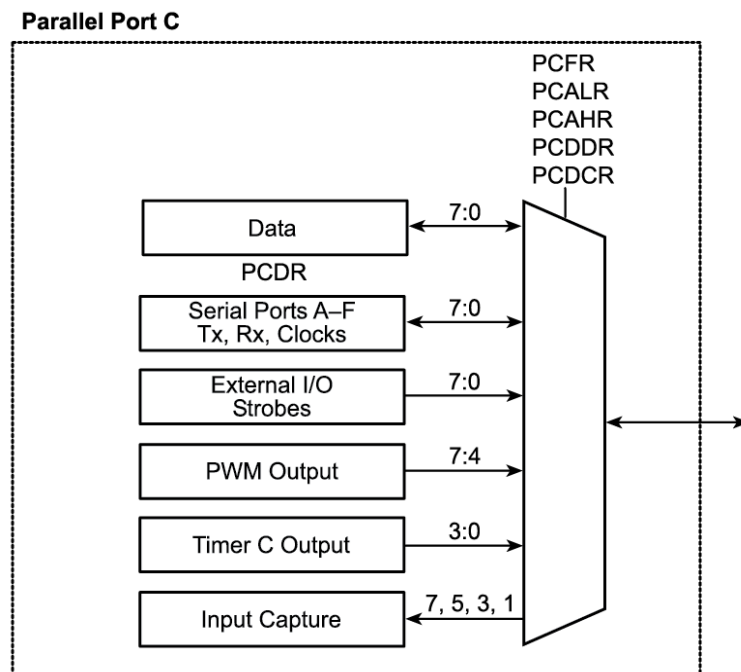 Parallel Port C
PCFR
PCALR
PCAHR
PCDDR
PCDCR
Data
7:0
PCDR
Serial Ports A–F
Tx, Rx, Clocks
7:0
External I/O
Strobes
7:0
PWM Output
7:4
Timer C Output
3:0
Input Capture
7, 5, 3, 1